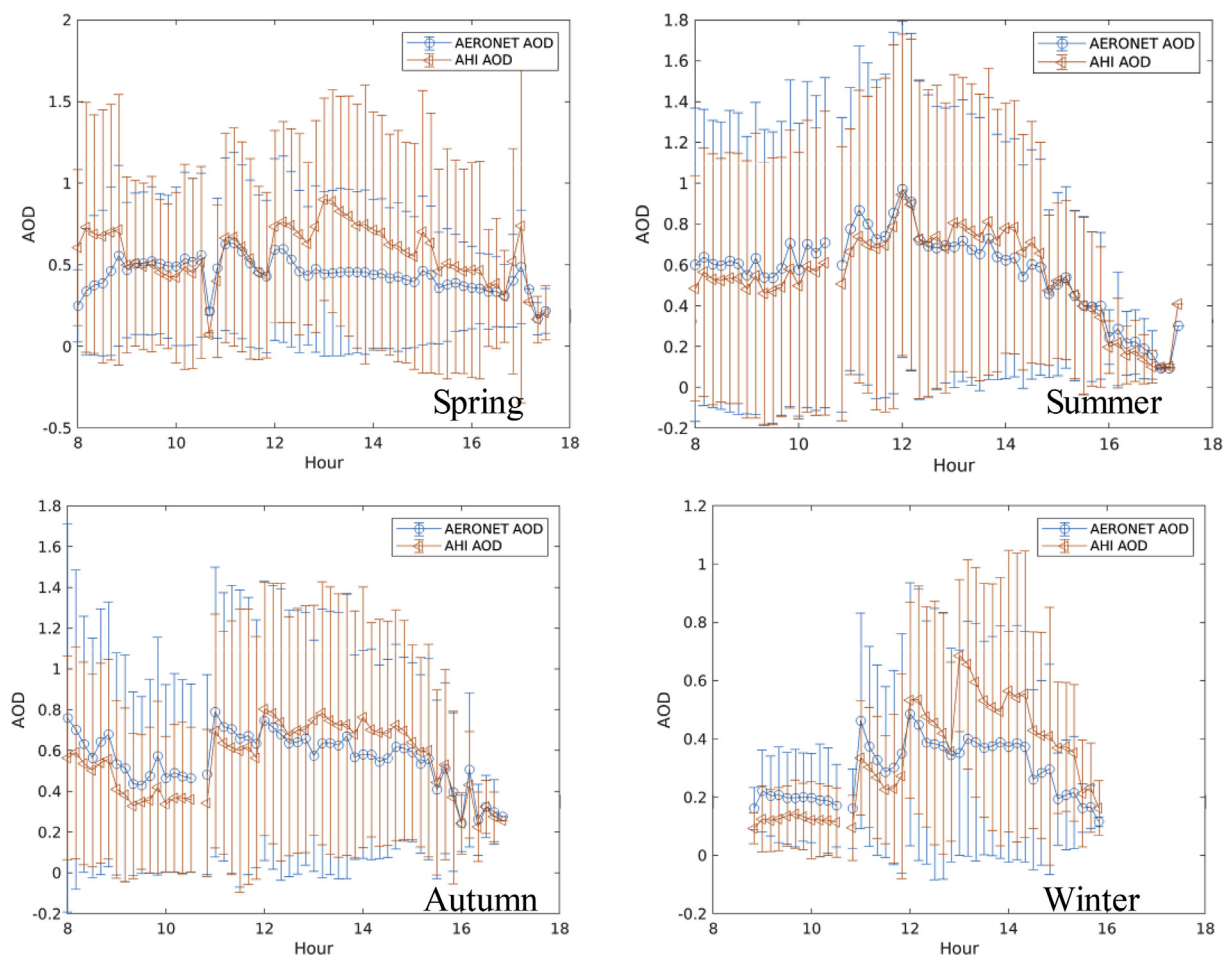 2
1.5
1
0.5
0
-0.5
AOD
8 10 12 14 16 18
Hour
AERONET AOD
AHI AOD
Spring
1.8
1.6
1.4
1.2
1
0.8
0.6
0.4
0.2
0
-0.2
AOD
8 10 12 14 16 18
Hour
AERONET AOD
AHI AOD
Summer
1.8
1.6
1.4
1.2
1
0.8
0.6
0.4
0.2
0
-0.2
AOD
8 10 12 14 16 18
Hour
AERONET AOD
AHI AOD
Autumn
1.2
1
0.8
0.6
0.4
0.2
0
-0.2
AOD
8 10 12 14 16 18
Hour
AERONET AOD
AHI AOD
Winter